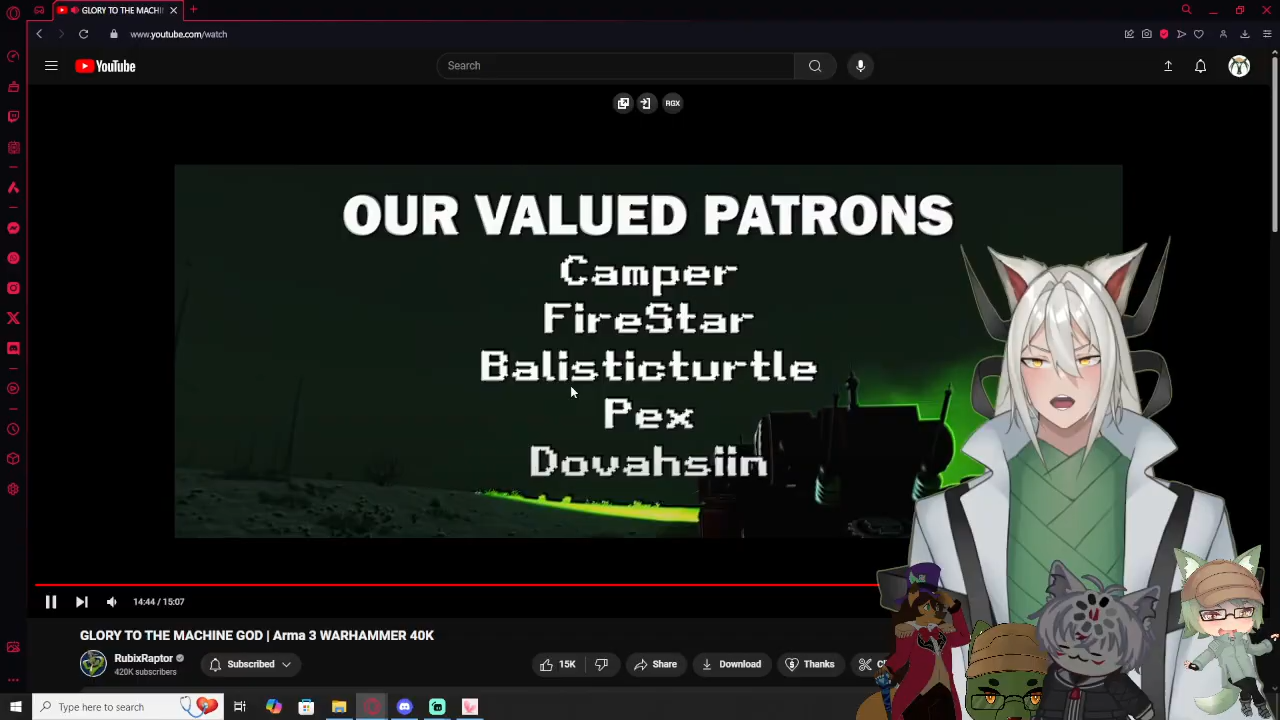 GLORY TO THE MACHI
www.youtube.com/watch
YouTube
Search
RGX
OUR VALUED PATRONS
Camper
FireStar
Balisticturtle
Pex
Dovahsiin
14:44 / 15:07
GLORY TO THE MACHINE GOD | Arma 3 WARHAMMER 40K
RubixRaptor
420K subscribers
Subscribed
15K
Share
Download
Thanks
Type here to search